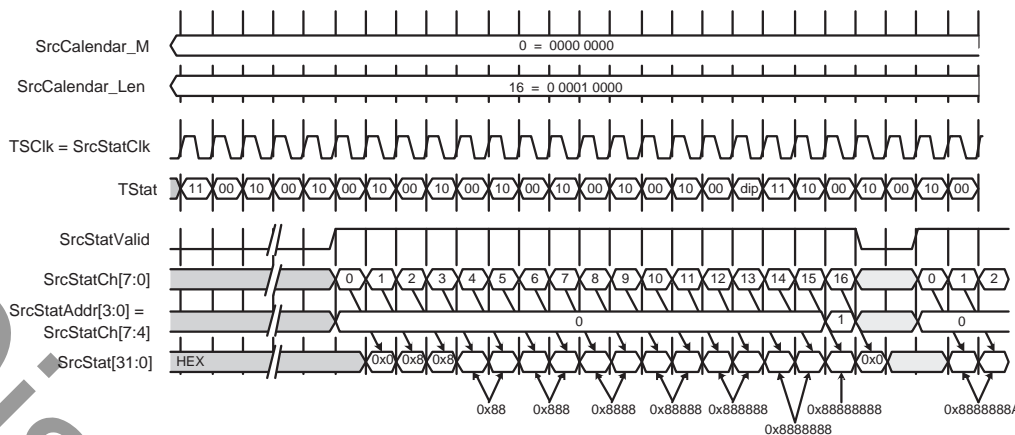 SrcCalendar_M 0 = 0000 0000
SrcCalendar_Len 16 = 0 0001 0000
TSClk = SrcStatClk
TStat 11 00 10 00 10 00 10 00 10 00 10 00 10 00 10 00 10 00 dip 11 10 00 10 00 10 00
SrcStatValid
SrcStatCh[7:0] 0 1 2 3 4 5 6 7 8 9 10 11 12 13 14 15 16 0 1 2
SrcStatAddr[3:0] =
SrcStatCh[7:4] 0 1 0
SrcStat[31:0] HEX 0x0 0x8 0x8 0x0
0x88 0x888 0x8888 0x88888 0x888888 0x88888888 0x8888888A
0x8888888